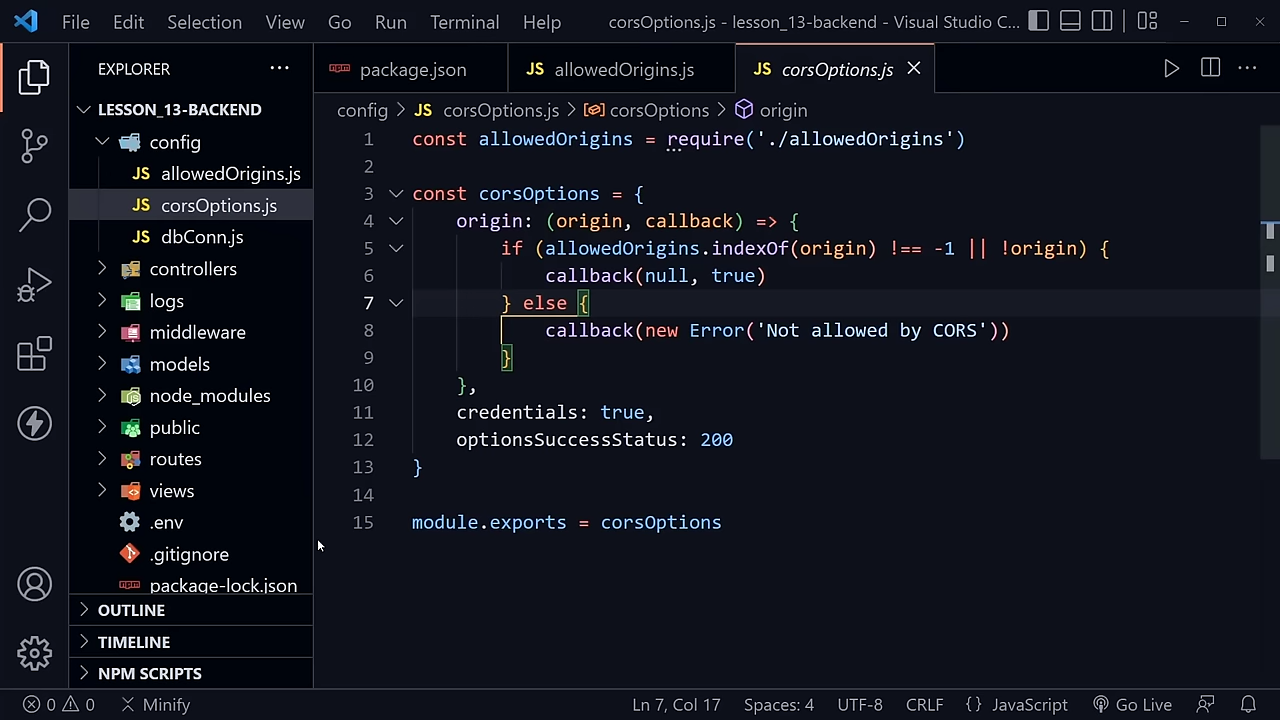 File Edit Selection View Go Run Terminal Help corsOptions.js - lesson_13-backend - Visual Studio C...
EXPLORER
LESSON_13-BACKEND
config
JS allowedOrigins.js
JS corsOptions.js
JS dbConn.js
controllers
logs
middleware
models
node_modules
public
routes
views
.env
.gitignore
package-lock.json
OUTLINE
TIMELINE
NPM SCRIPTS
package.json JS allowedOrigins.js JS corsOptions.js
config > JS corsOptions.js > corsOptions > origin
1 const allowedOrigins = require('./allowedOrigins')
2
3 const corsOptions = {
4 origin: (origin, callback) => {
5 if (allowedOrigins.indexOf(origin) !== -1 || !origin) {
6 callback(null, true)
7 } else {
8 callback(new Error('Not allowed by CORS'))
9 }
10 },
11 credentials: true,
12 optionsSuccessStatus: 200
13 }
14
15 module.exports = corsOptions
0 0 Minify Ln 7, Col 17 Spaces: 4 UTF-8 CRLF {} JavaScript Go Live